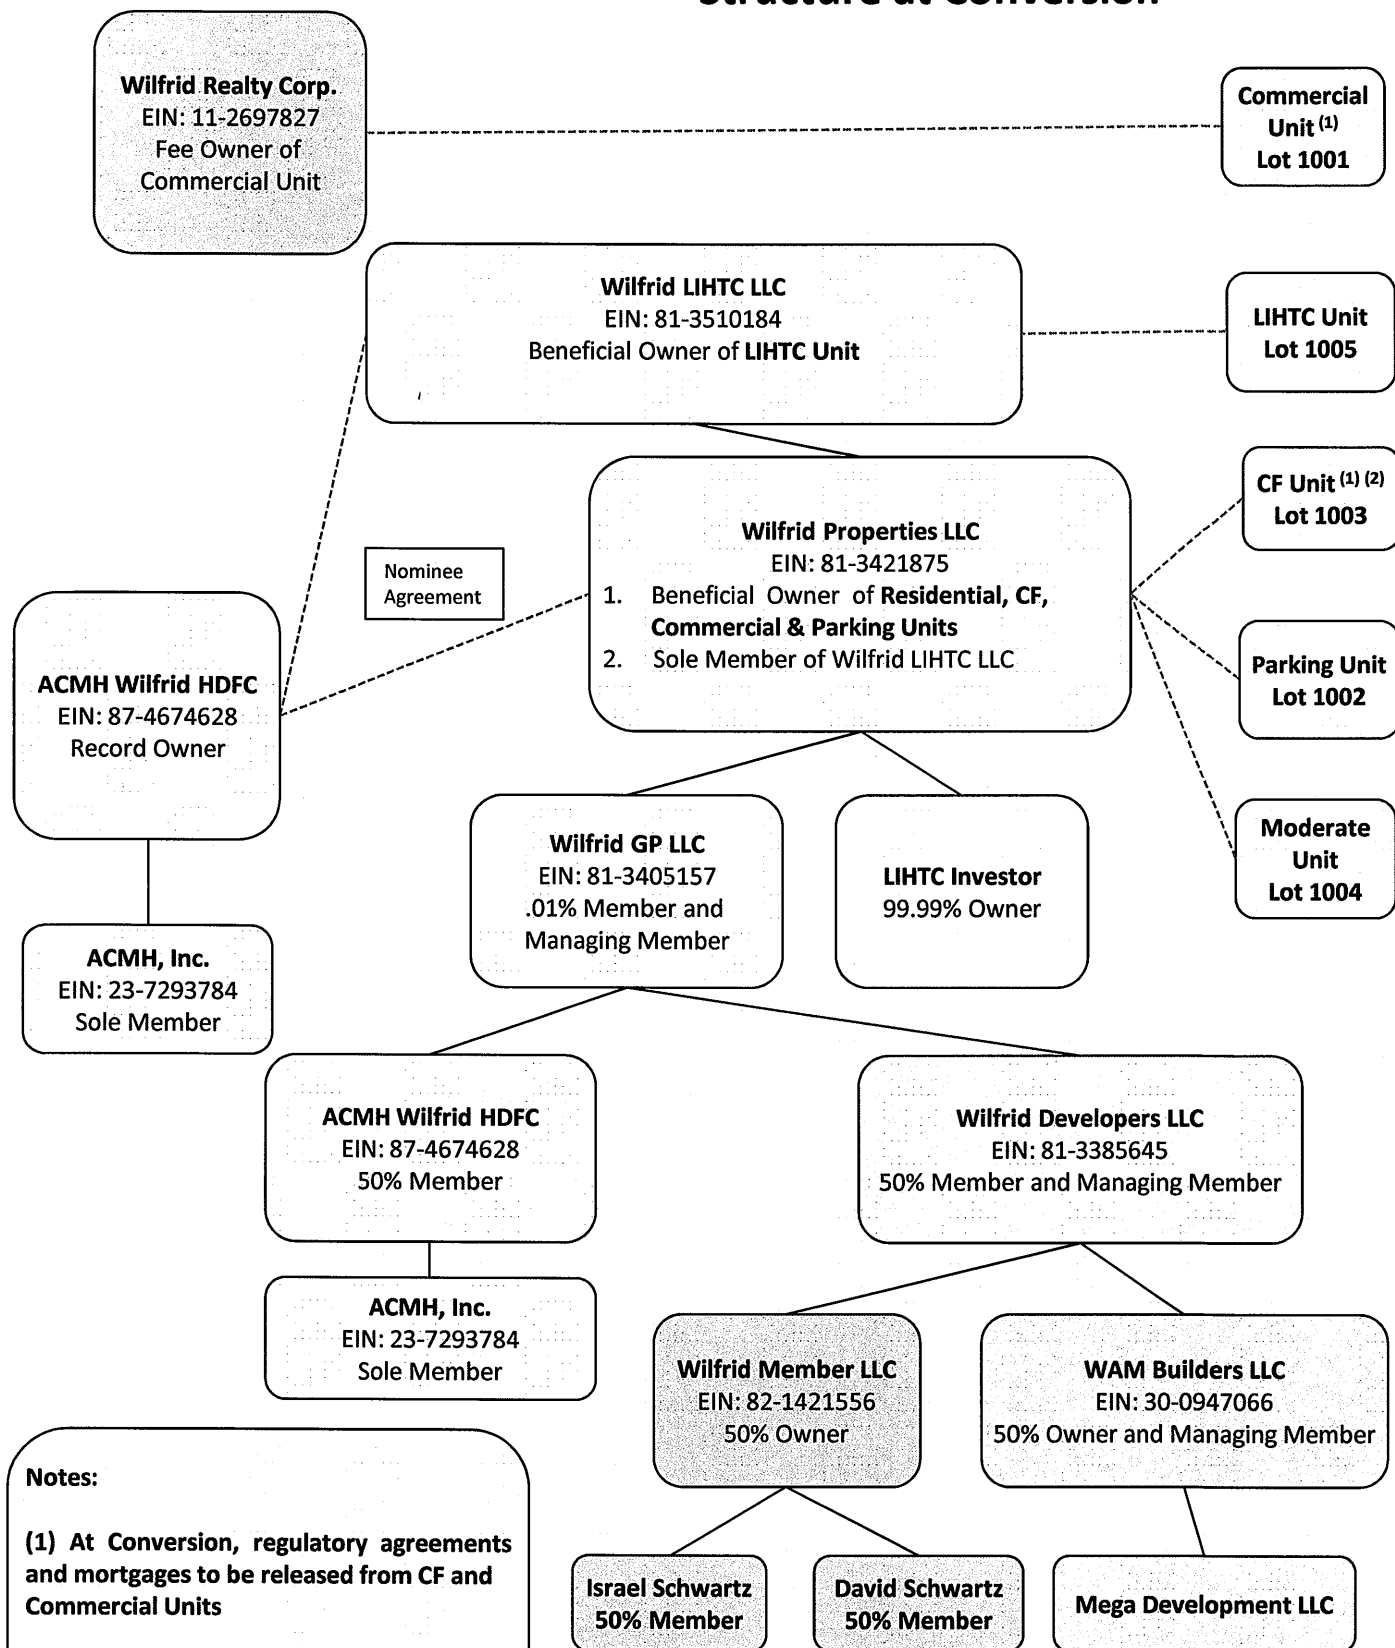 Structure at Conversion
Wilfrid Realty Corp.
EIN: 11-2697827
Fee Owner of
Commercial Unit
Commercial
Unit (1)
Lot 1001
Wilfrid LIHTC LLC
EIN: 81-3510184
Beneficial Owner of LIHTC Unit
LIHTC Unit
Lot 1005
CF Unit (1) (2)
Lot 1003
Wilfrid Properties LLC
EIN: 81-3421875
1. Beneficial Owner of Residential, CF,
Commercial & Parking Units
2. Sole Member of Wilfrid LIHTC LLC
Nominee
Agreement
ACMH Wilfrid HDFC
EIN: 87-4674628
Record Owner
Parking Unit
Lot 1002
Moderate
Unit
Lot 1004
Wilfrid GP LLC
EIN: 81-3405157
.01% Member and
Managing Member
LIHTC Investor
99.99% Owner
ACMH, Inc.
EIN: 23-7293784
Sole Member
ACMH Wilfrid HDFC
EIN: 87-4674628
50% Member
Wilfrid Developers LLC
EIN: 81-3385645
50% Member and Managing Member
ACMH, Inc.
EIN: 23-7293784
Sole Member
Wilfrid Member LLC
EIN: 82-1421556
50% Owner
WAM Builders LLC
EIN: 30-0947066
50% Owner and Managing Member
Notes:
(1) At Conversion, regulatory agreements
and mortgages to be released from CF and
Commercial Units
Israel Schwartz
50% Member
David Schwartz
50% Member
Mega Development LLC